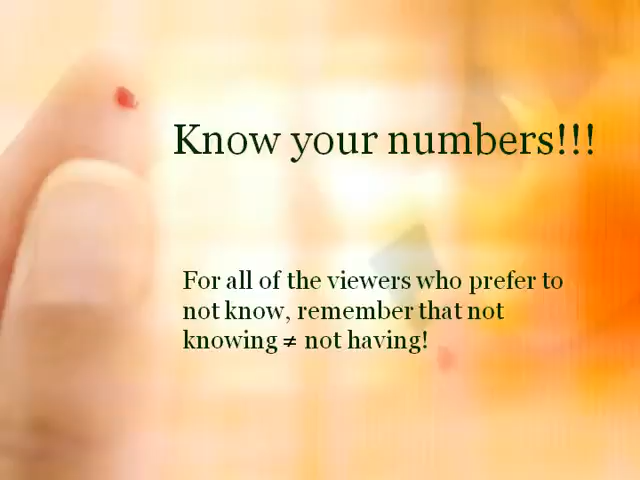 Know your numbers!!!
For all of the viewers who prefer to
not know, remember that not
knowing ≠ not having!